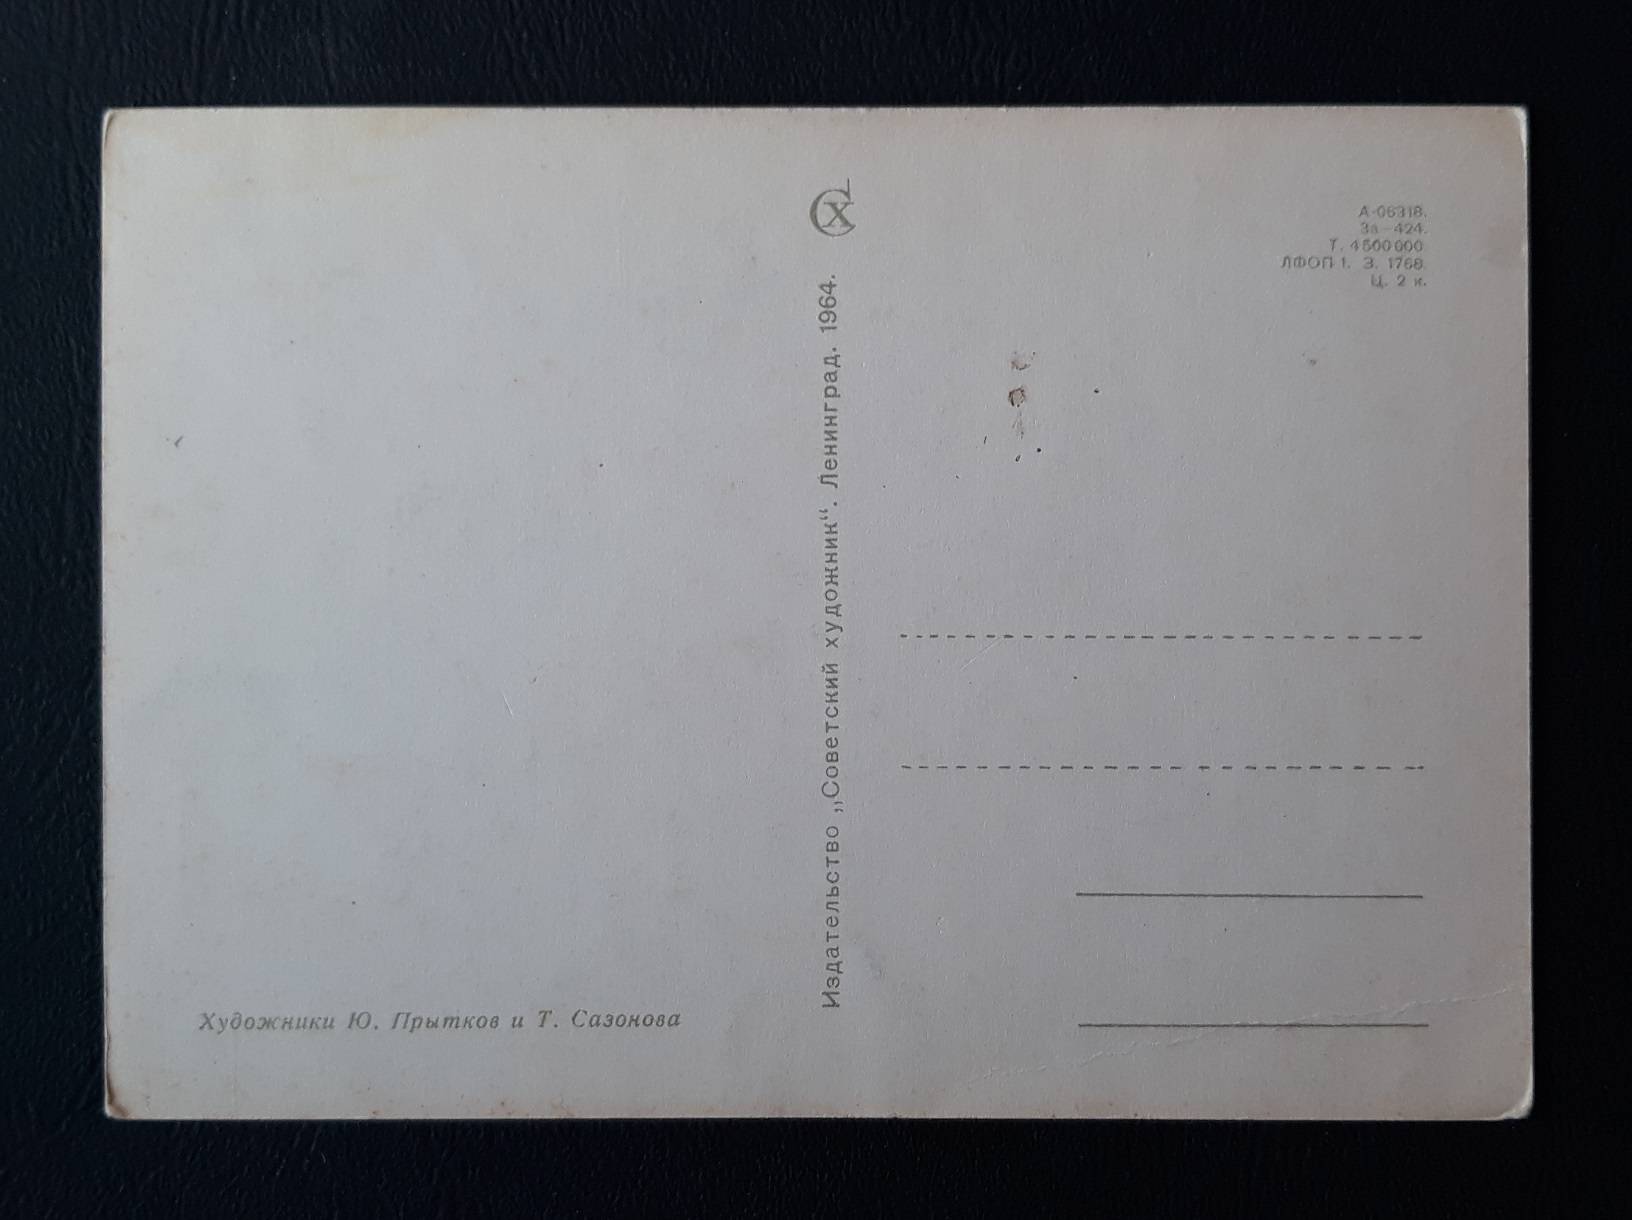 СХ
А-06318.
За—424.
Т. 4500000
ЛФОП 1. З. 1768.
Ц. 2 к.
Издательство „Советский художник“. Ленинград. 1964.
Художники Ю. Прытков и Т. Сазонова